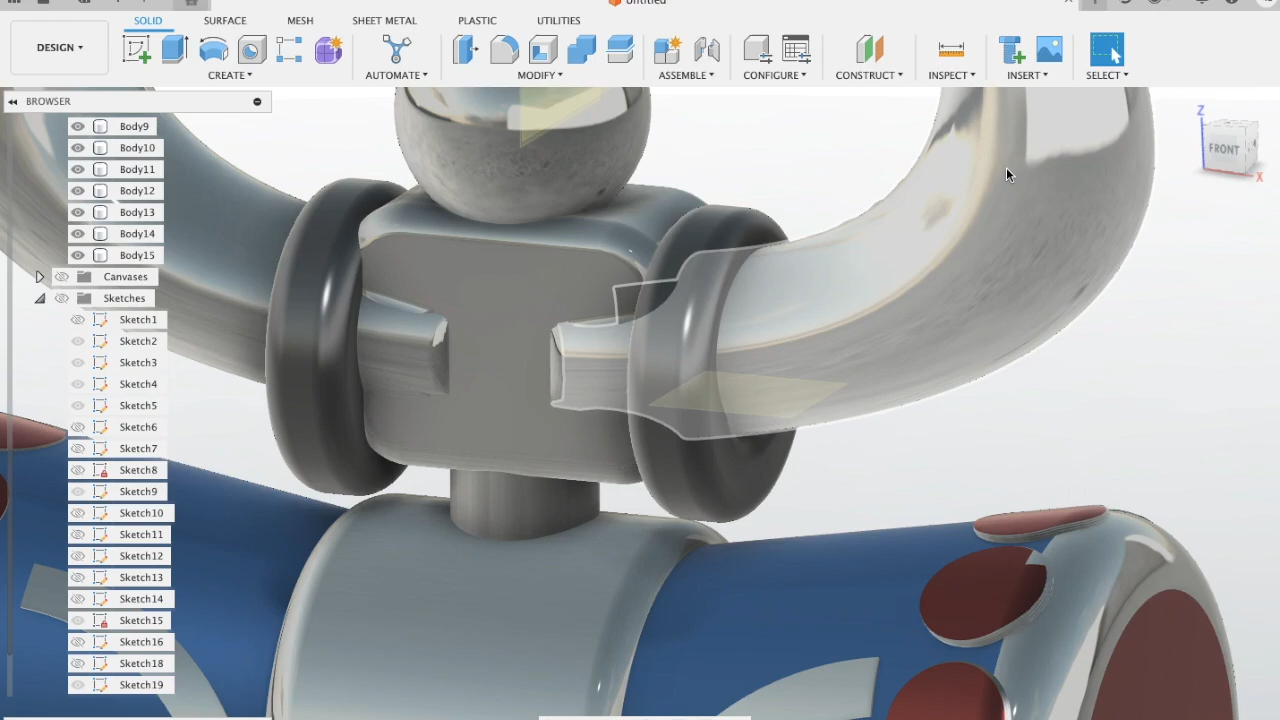 Untitled
SOLID SURFACE MESH SHEET METAL PLASTIC UTILITIES
DESIGN
CREATE AUTOMATE MODIFY ASSEMBLE CONFIGURE CONSTRUCT INSPECT INSERT SELECT
BROWSER
Body9
Body10
Body11
Body12
Body13
Body14
Body15
Canvases
Sketches
Sketch1
Sketch2
Sketch3
Sketch4
Sketch5
Sketch6
Sketch7
Sketch8
Sketch9
Sketch10
Sketch11
Sketch12
Sketch13
Sketch14
Sketch15
Sketch16
Sketch18
Sketch19
Z
FRONT
X